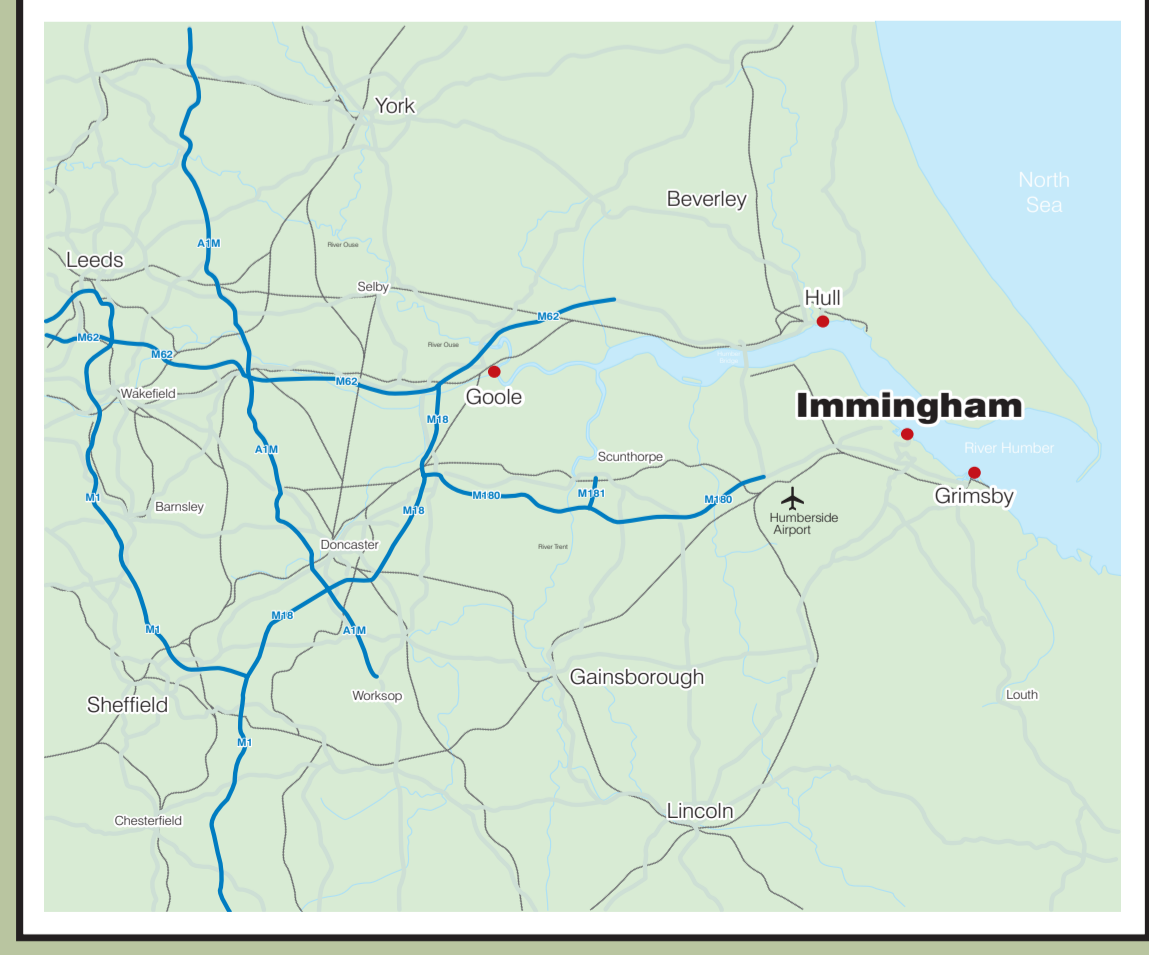 York
North
Sea
Beverley
A1M
River Ouse
Leeds
Selby
Hull
M62
M62
River Ouse
M62
Humber
Bridge
M62
Wakefield
Goole
Immingham
M18
A1M
River Humber
Scunthorpe
M1
M180
M181
M180
Grimsby
Barnsley
M18
Humberside
Airport
Doncaster
River Trent
M18
M1
A1M
Gainsborough
Worksop
Louth
Sheffield
M1
Lincoln
Chesterfield